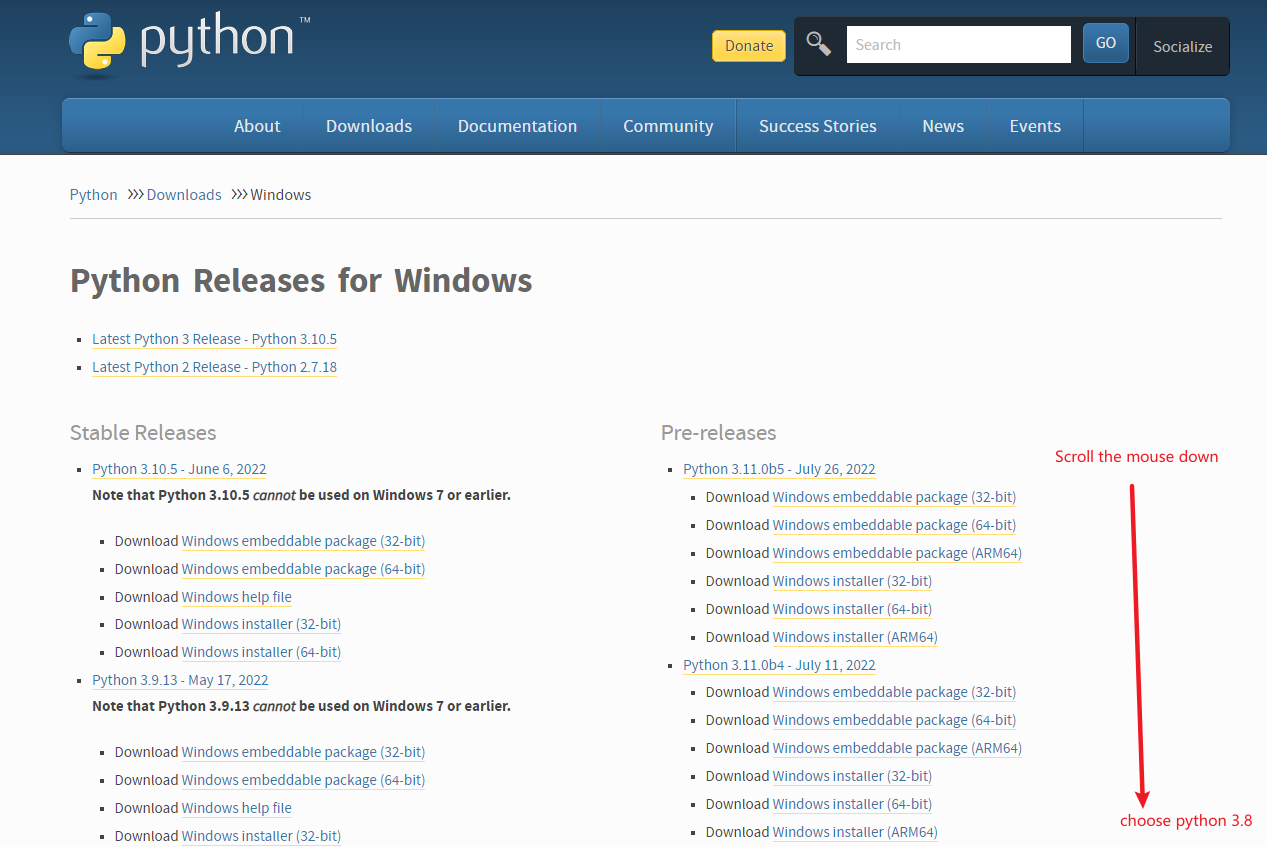 python™
Donate
Search
GO
Socialize
About
Downloads
Documentation
Community
Success Stories
News
Events
Python >>> Downloads >>> Windows
Python Releases for Windows
Latest Python 3 Release - Python 3.10.5
Latest Python 2 Release - Python 2.7.18
Stable Releases
Python 3.10.5 - June 6, 2022
Note that Python 3.10.5 cannot be used on Windows 7 or earlier.
Download Windows embeddable package (32-bit)
Download Windows embeddable package (64-bit)
Download Windows help file
Download Windows installer (32-bit)
Download Windows installer (64-bit)
Python 3.9.13 - May 17, 2022
Note that Python 3.9.13 cannot be used on Windows 7 or earlier.
Download Windows embeddable package (32-bit)
Download Windows embeddable package (64-bit)
Download Windows help file
Download Windows installer (32-bit)
Pre-releases
Python 3.11.0b5 - July 26, 2022
Download Windows embeddable package (32-bit)
Download Windows embeddable package (64-bit)
Download Windows embeddable package (ARM64)
Download Windows installer (32-bit)
Download Windows installer (64-bit)
Download Windows installer (ARM64)
Python 3.11.0b4 - July 11, 2022
Download Windows embeddable package (32-bit)
Download Windows embeddable package (64-bit)
Download Windows embeddable package (ARM64)
Download Windows installer (32-bit)
Download Windows installer (64-bit)
Download Windows installer (ARM64)
Scroll the mouse down
choose python 3.8